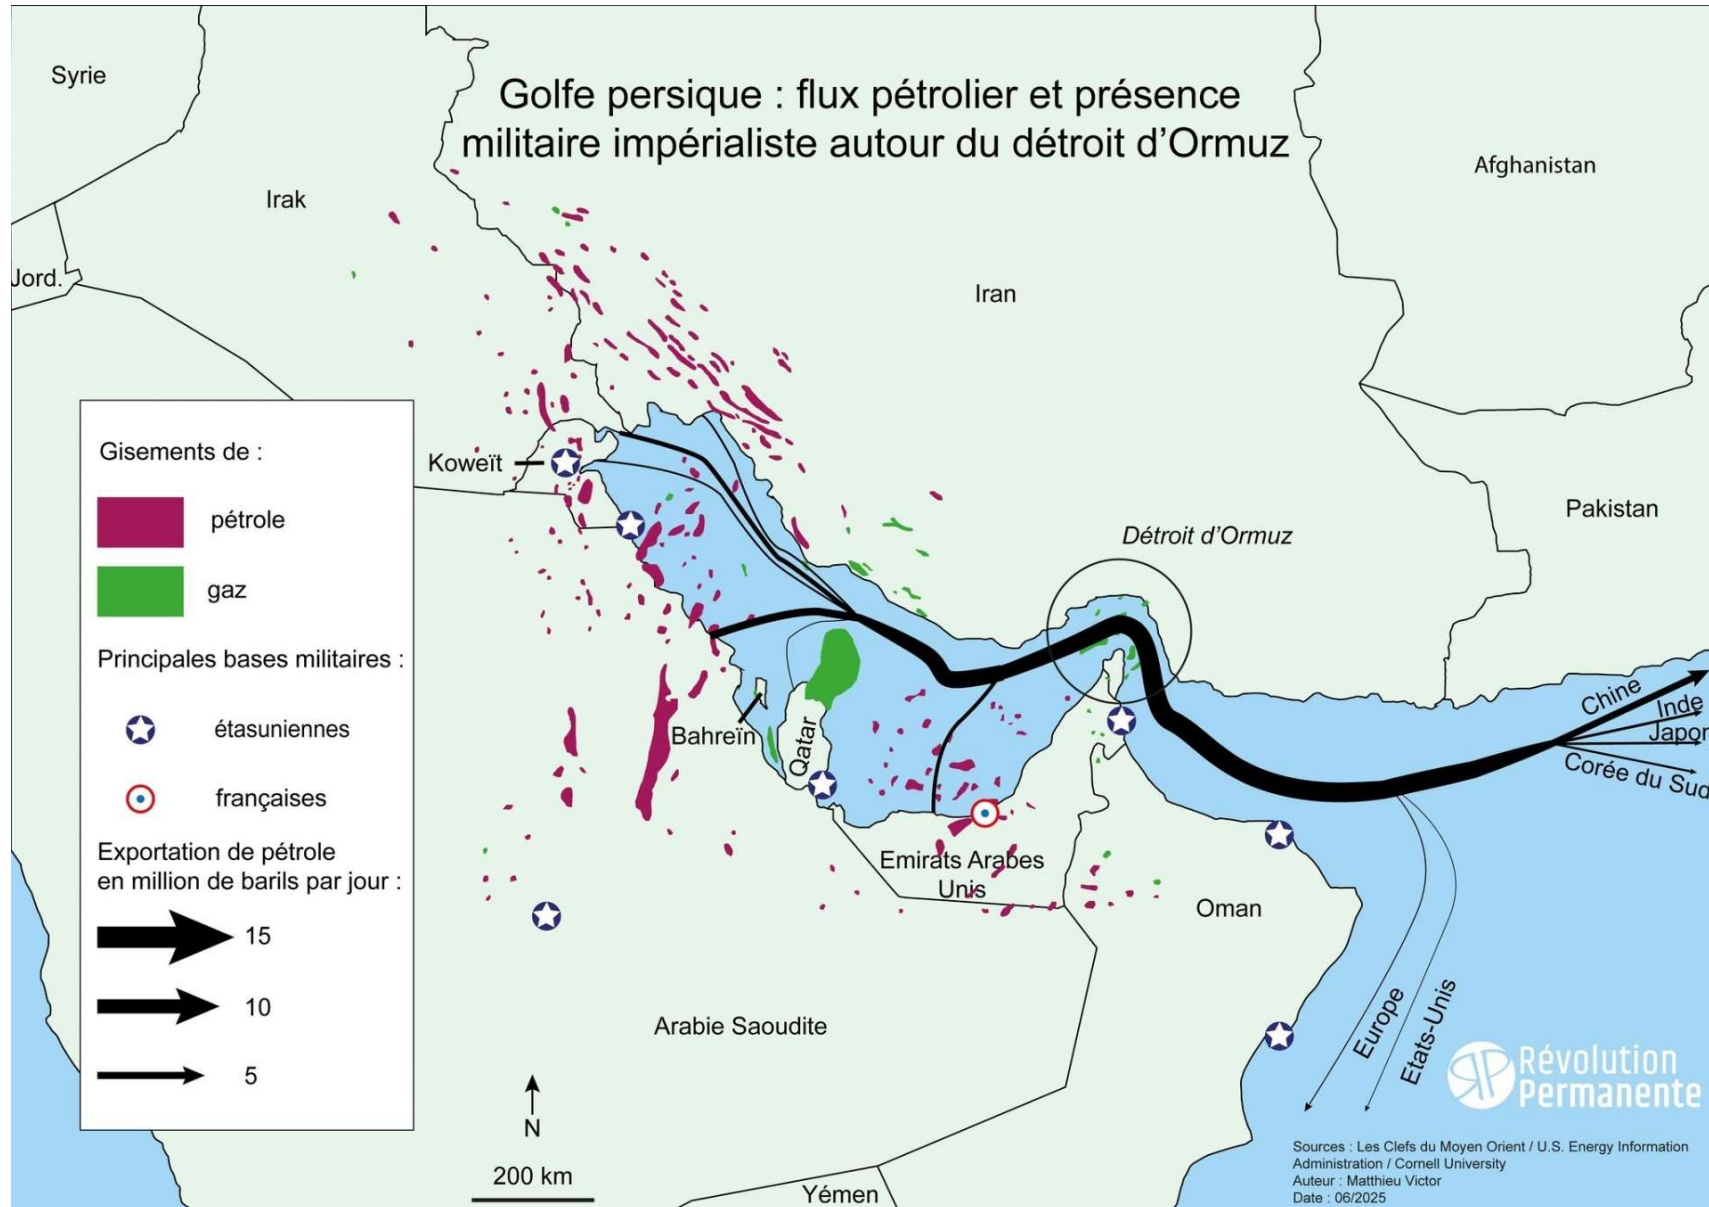 Golfe persique : flux pétrolier et présence
militaire impérialiste autour du détroit d'Ormuz
Syrie
Irak
Jord.
Iran
Afghanistan
Pakistan
Koweït
Détroit d'Ormuz
Bahreïn
Qatar
Emirats Arabes
Unis
Oman
Arabie Saoudite
Yémen
Chine
Inde
Japon
Corée du Sud
Europe
Etats-Unis
Gisements de :
pétrole
gaz
Principales bases militaires :
étasuniennes
françaises
Exportation de pétrole
en million de barils par jour :
15
10
5
N
200 km
RP
Révolution
Permanente
Sources : Les Clefs du Moyen Orient / U.S. Energy Information
Administration / Cornell University
Auteur : Matthieu Victor
Date : 06/2025